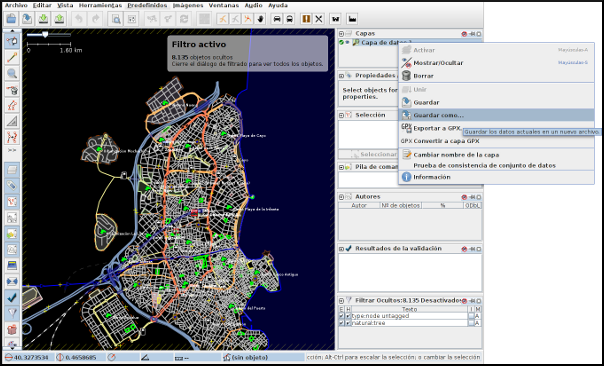 Archivo Editar Vista Herramientas Predefinidos Imágenes Ventanas Audio Ayuda
1.60 km
Filtro activo
8.135 objetos ocultos
Cierre el diálogo de filtrado para ver todos los objetos.
Capas
Capa de datos 1
Activar Mayúsculas-A
Mostrar/Ocultar Mayúsculas-S
Borrar
Unir
Guardar
Guardar como...
Guardar los datos actuales en un nuevo archivo.
GPX Exportar a GPX
GPX Convertir a capa GPX
Cambiar nombre de la capa
Prueba de consistencia de conjunto de datos
Información
Propiedades
Select objects for
properties.
Selección
Seleccionar
Pila de comandos
Autores
Autor Nº de objetos % ODbL
Resultados de la validación
Filtrar Ocultos:8.135 Desactivados
E H Texto I M
type:node untagged A
natural:tree A
40.3273534 0.4658685 -- (sin objeto) cción; Alt-Ctrl para escalar la selección; o cambiar la selección